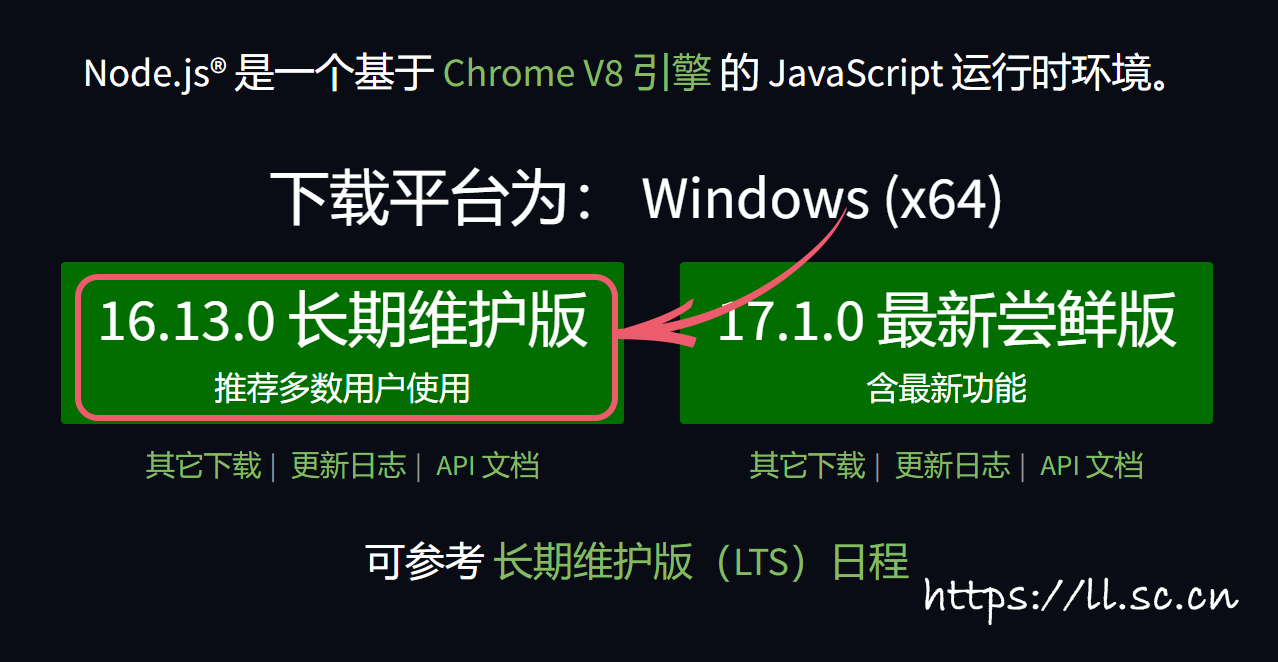 Node.js® 是一个基于 Chrome V8 引擎 的 JavaScript 运行时环境。
下载平台为： Windows (x64)
16.13.0 长期维护版
推荐多数用户使用
其它下载 | 更新日志 | API 文档
17.1.0 最新尝鲜版
含最新功能
其它下载 | 更新日志 | API 文档
可参考 长期维护版（LTS）日程
https://ll.sc.cn